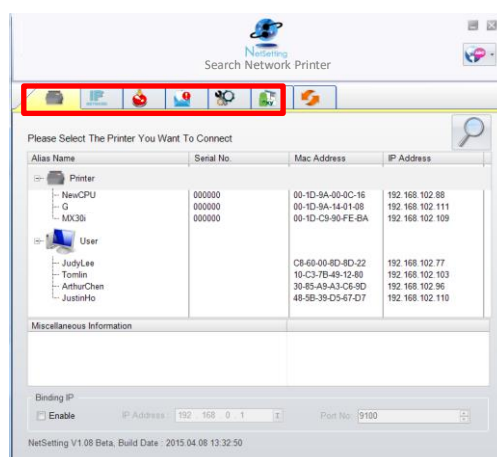 NetSetting
Search Network Printer
IP
Please Select The Printer You Want To Connect
Alias Name Serial No. Mac Address IP Address
Printer
NewCPU 000000 00-1D-9A-00-0C-16 192.168.102.88
G 000000 00-1D-9A-14-01-08 192.168.102.111
MX30i 000000 00-1D-C9-90-FE-BA 192.168.102.109
User
JudyLee C8-60-00-8D-8D-22 192.168.102.77
Tomlin 10-C3-7B-49-12-80 192.168.102.103
ArthurChen 30-85-A9-A3-C6-9D 192.168.102.96
JustinHo 48-5B-39-D5-67-D7 192.168.102.110
Miscellaneous Information
Binding IP
Enable IP Address : 192 . 168 . 0 . 1 Port No: 9100
NetSetting V1.08 Beta, Build Date : 2015.04.08 13:32:50